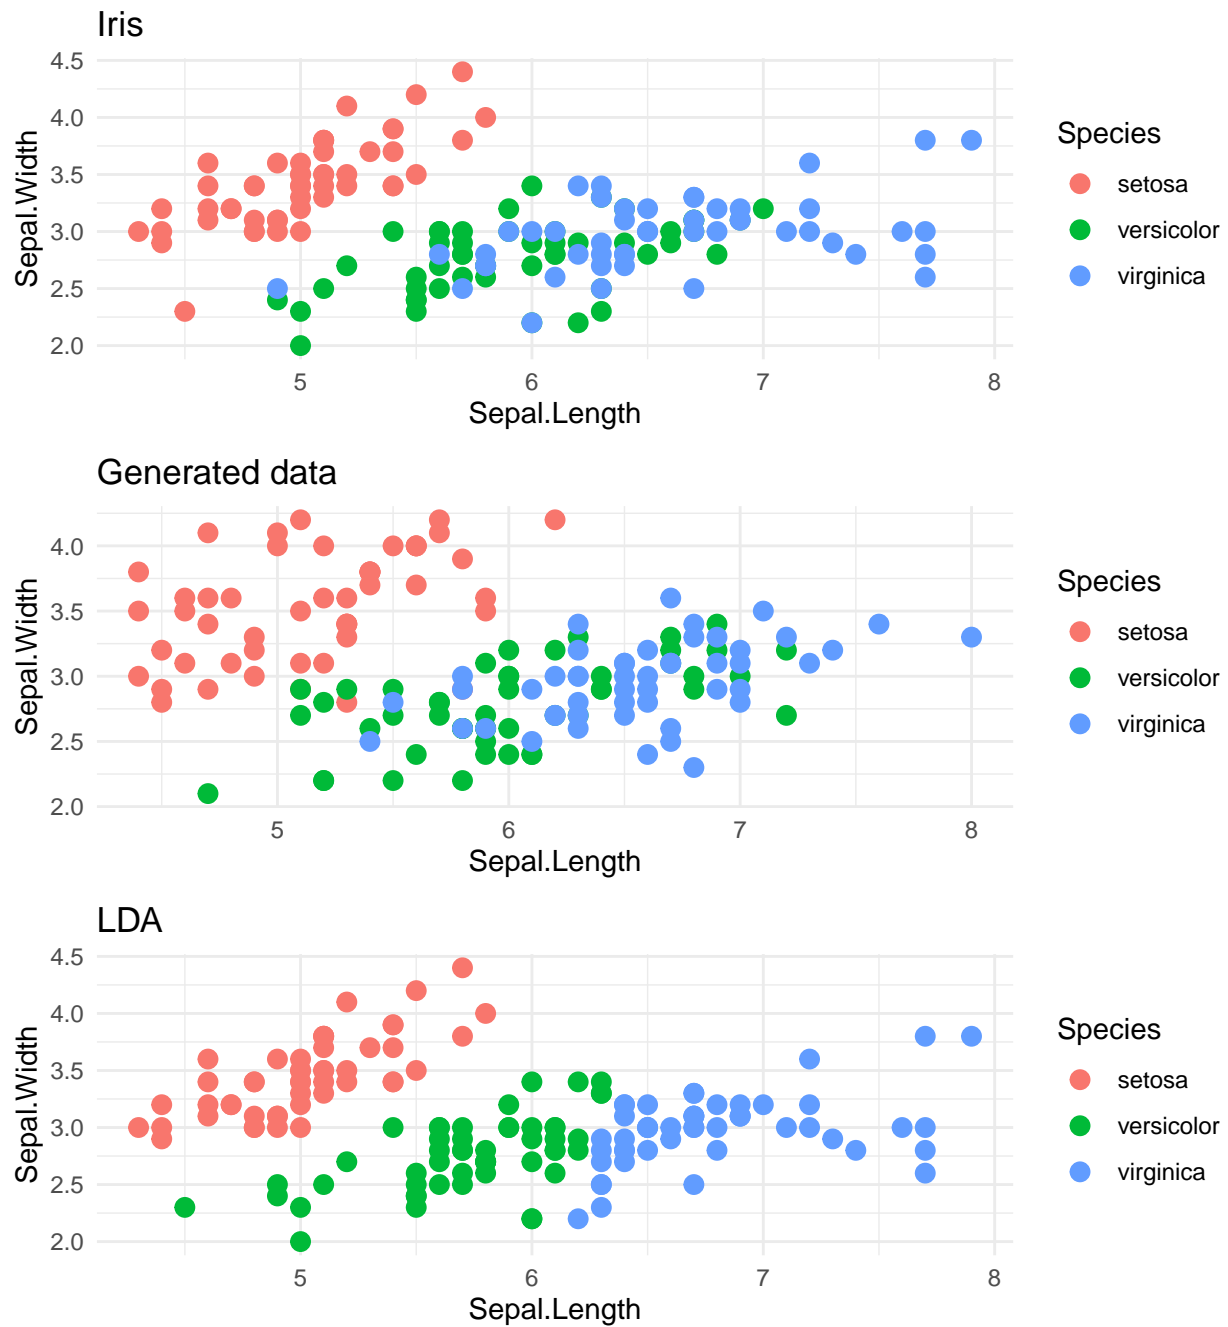 Iris
4.5
4.0
3.5
3.0
2.5
2.0
Sepal.Width
5 6 7 8
Sepal.Length
Species
setosa
versicolor
virginica
Generated data
4.0
3.5
3.0
2.5
2.0
Sepal.Width
5 6 7 8
Sepal.Length
Species
setosa
versicolor
virginica
LDA
4.5
4.0
3.5
3.0
2.5
2.0
Sepal.Width
5 6 7 8
Sepal.Length
Species
setosa
versicolor
virginica